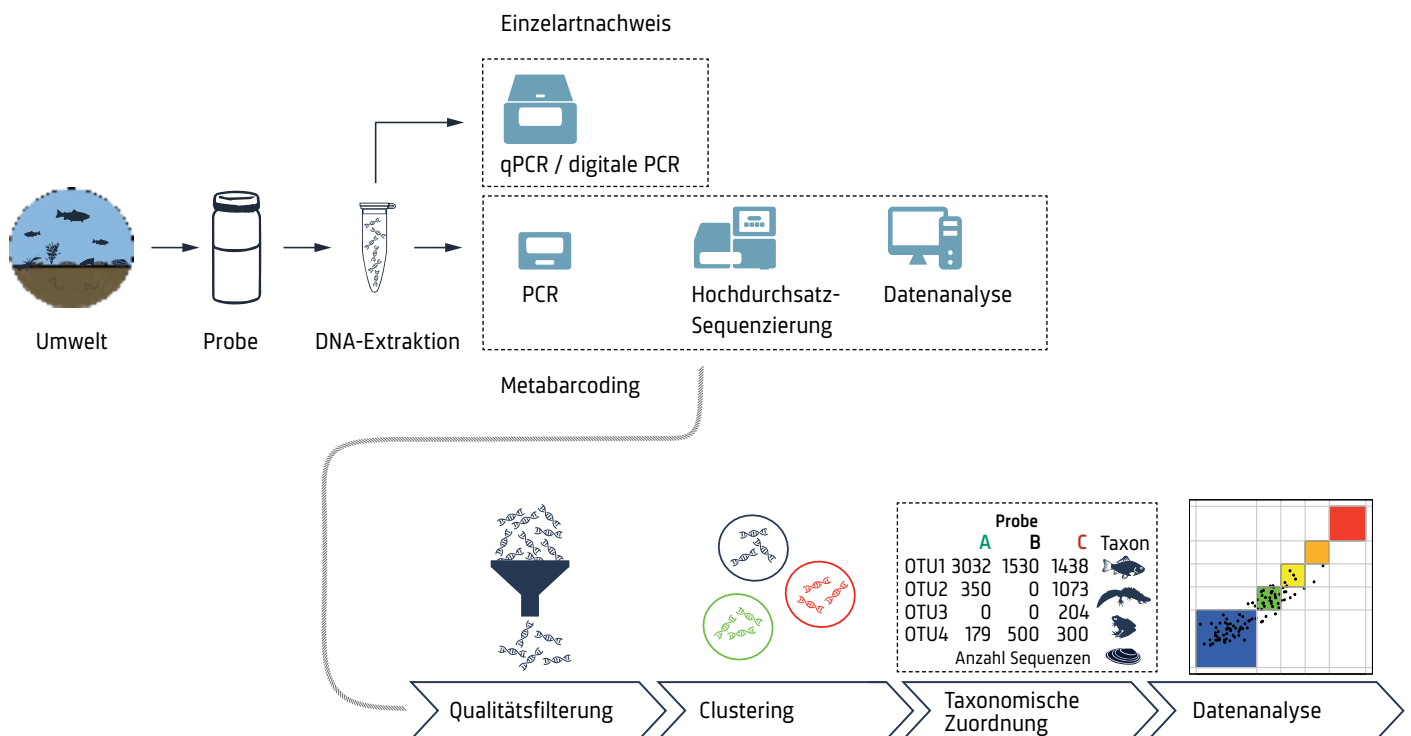 Einzelartnachweis
qPCR / digitale PCR
Umwelt
Probe
DNA-Extraktion
PCR
Hochdurchsatz-
Sequenzierung
Datenanalyse
Metabarcoding
Probe
A B C Taxon
OTU1 3032 1530 1438
OTU2 350 0 1073
OTU3 0 0 204
OTU4 179 500 300
Anzahl Sequenzen
Qualitätsfilterung
Clustering
Taxonomische
Zuordnung
Datenanalyse